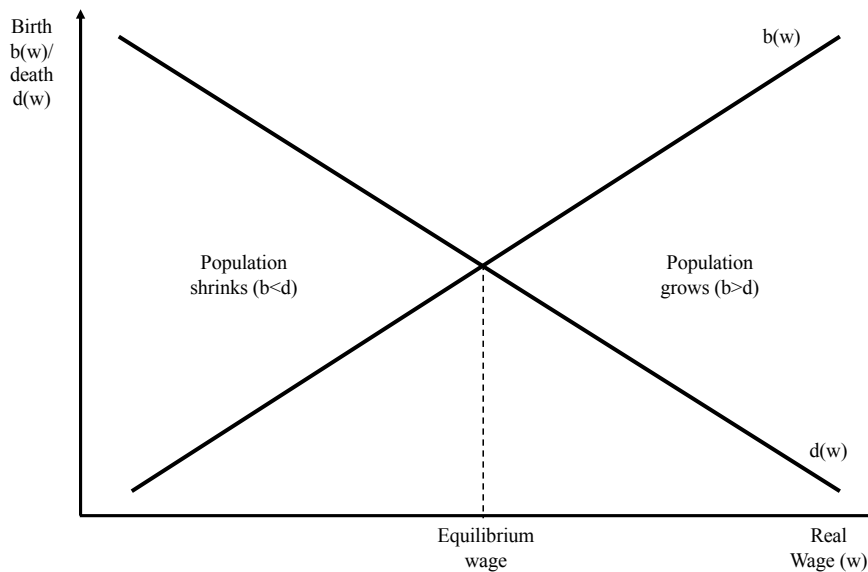 Birth
b(w)/
death
d(w)
b(w)
Population
shrinks (b<d)
Population
grows (b>d)
d(w)
Equilibrium
wage
Real
Wage (w)